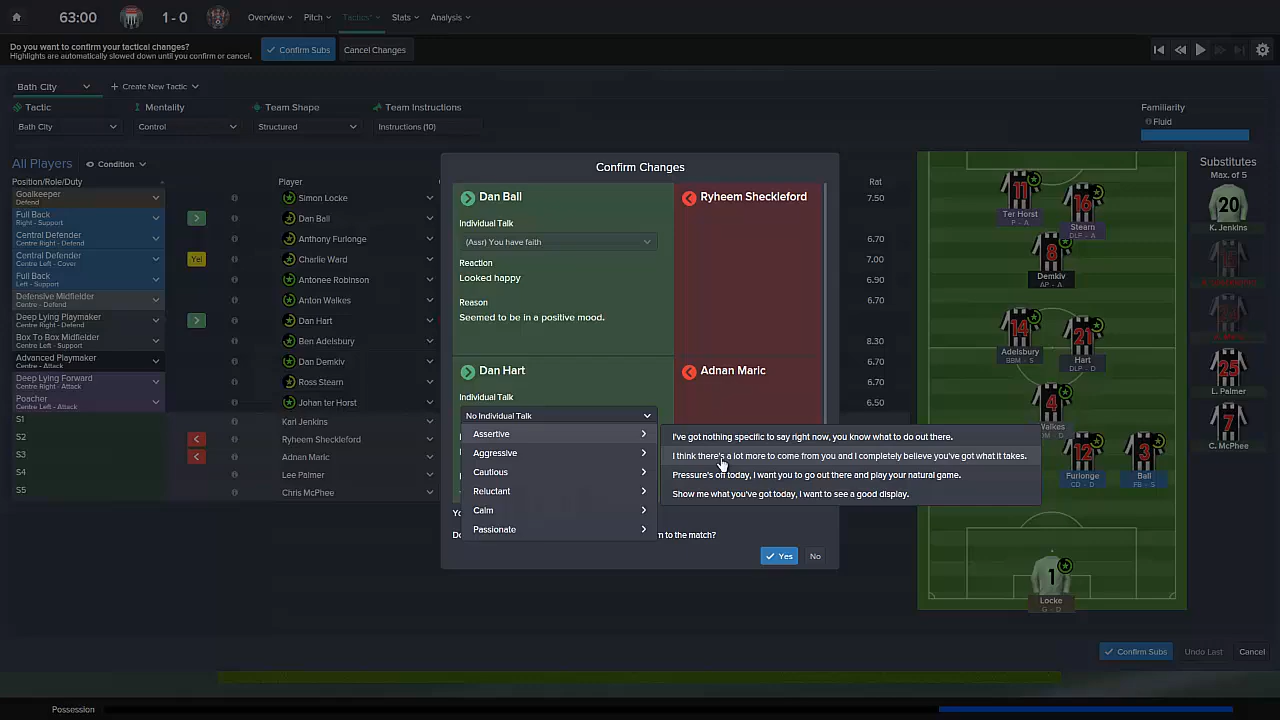 63:00
1 - 0
Overview
Pitch
Tactics
Stats
Analysis
Do you want to confirm your tactical changes?
Highlights are automatically slowed down until you confirm or cancel.
Confirm Subs
Cancel Changes
Bath City
+ Create New Tactic
Tactic
Mentality
Team Shape
Team Instructions
Familiarity
Bath City
Control
Structured
Instructions (10)
Fluid
All Players
Condition
Position/Role/Duty
Player
Rat
Goalkeeper
Defend
Simon Locke
7.50
Full Back
Right - Support
Dan Ball
Central Defender
Centre Right - Defend
Anthony Furlonge
6.70
Central Defender
Centre Left - Cover
Yel
Charlie Ward
7.00
Full Back
Left - Support
Antonee Robinson
6.90
Defensive Midfielder
Centre - Defend
Anton Walkes
6.70
Deep Lying Playmaker
Centre Right - Defend
Dan Hart
Box To Box Midfielder
Centre Left - Support
Ben Adelsbury
8.30
Advanced Playmaker
Centre - Attack
Dan Demkiv
6.70
Deep Lying Forward
Centre Right - Attack
Ross Stearn
6.70
Poacher
Centre Left - Attack
Johan ter Horst
6.50
S1
Karl Jenkins
S2
Ryheem Sheckleford
S3
Adnan Maric
S4
Lee Palmer
S5
Chris McPhee
Confirm Changes
Dan Ball
Ryheem Sheckleford
Individual Talk
(Assr) You have faith
Reaction
Looked happy
Reason
Seemed to be in a positive mood.
Dan Hart
Adnan Maric
Individual Talk
No Individual Talk
Assertive
Aggressive
Cautious
Reluctant
Calm
Passionate
I've got nothing specific to say right now, you know what to do out there.
I think there's a lot more to come from you and I completely believe you've got what it takes.
Pressure's off today, I want you to go out there and play your natural game.
Show me what you've got today, I want to see a good display.
to the match?
Yes
No
11
Ter Horst
P - A
16
Stearn
DLP - A
8
Demkiv
AP - A
14
Adelsbury
BBM - S
21
Hart
DLP - D
4
12
Furlonge
CD - D
3
Ball
FB - S
1
Locke
G - D
Substitutes
Max. of 5
20
K. Jenkins
25
L. Palmer
7
C. McPhee
Confirm Subs
Undo Last
Cancel
Possession